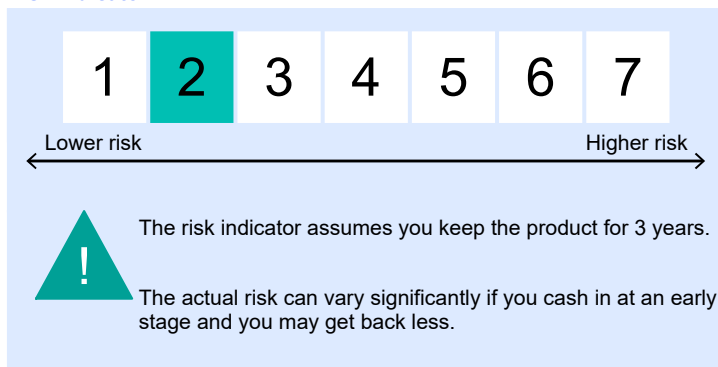 1 2 3 4 5 6 7
Lower risk Higher risk
!
The risk indicator assumes you keep the product for 3 years.
The actual risk can vary significantly if you cash in at an early
stage and you may get back less.